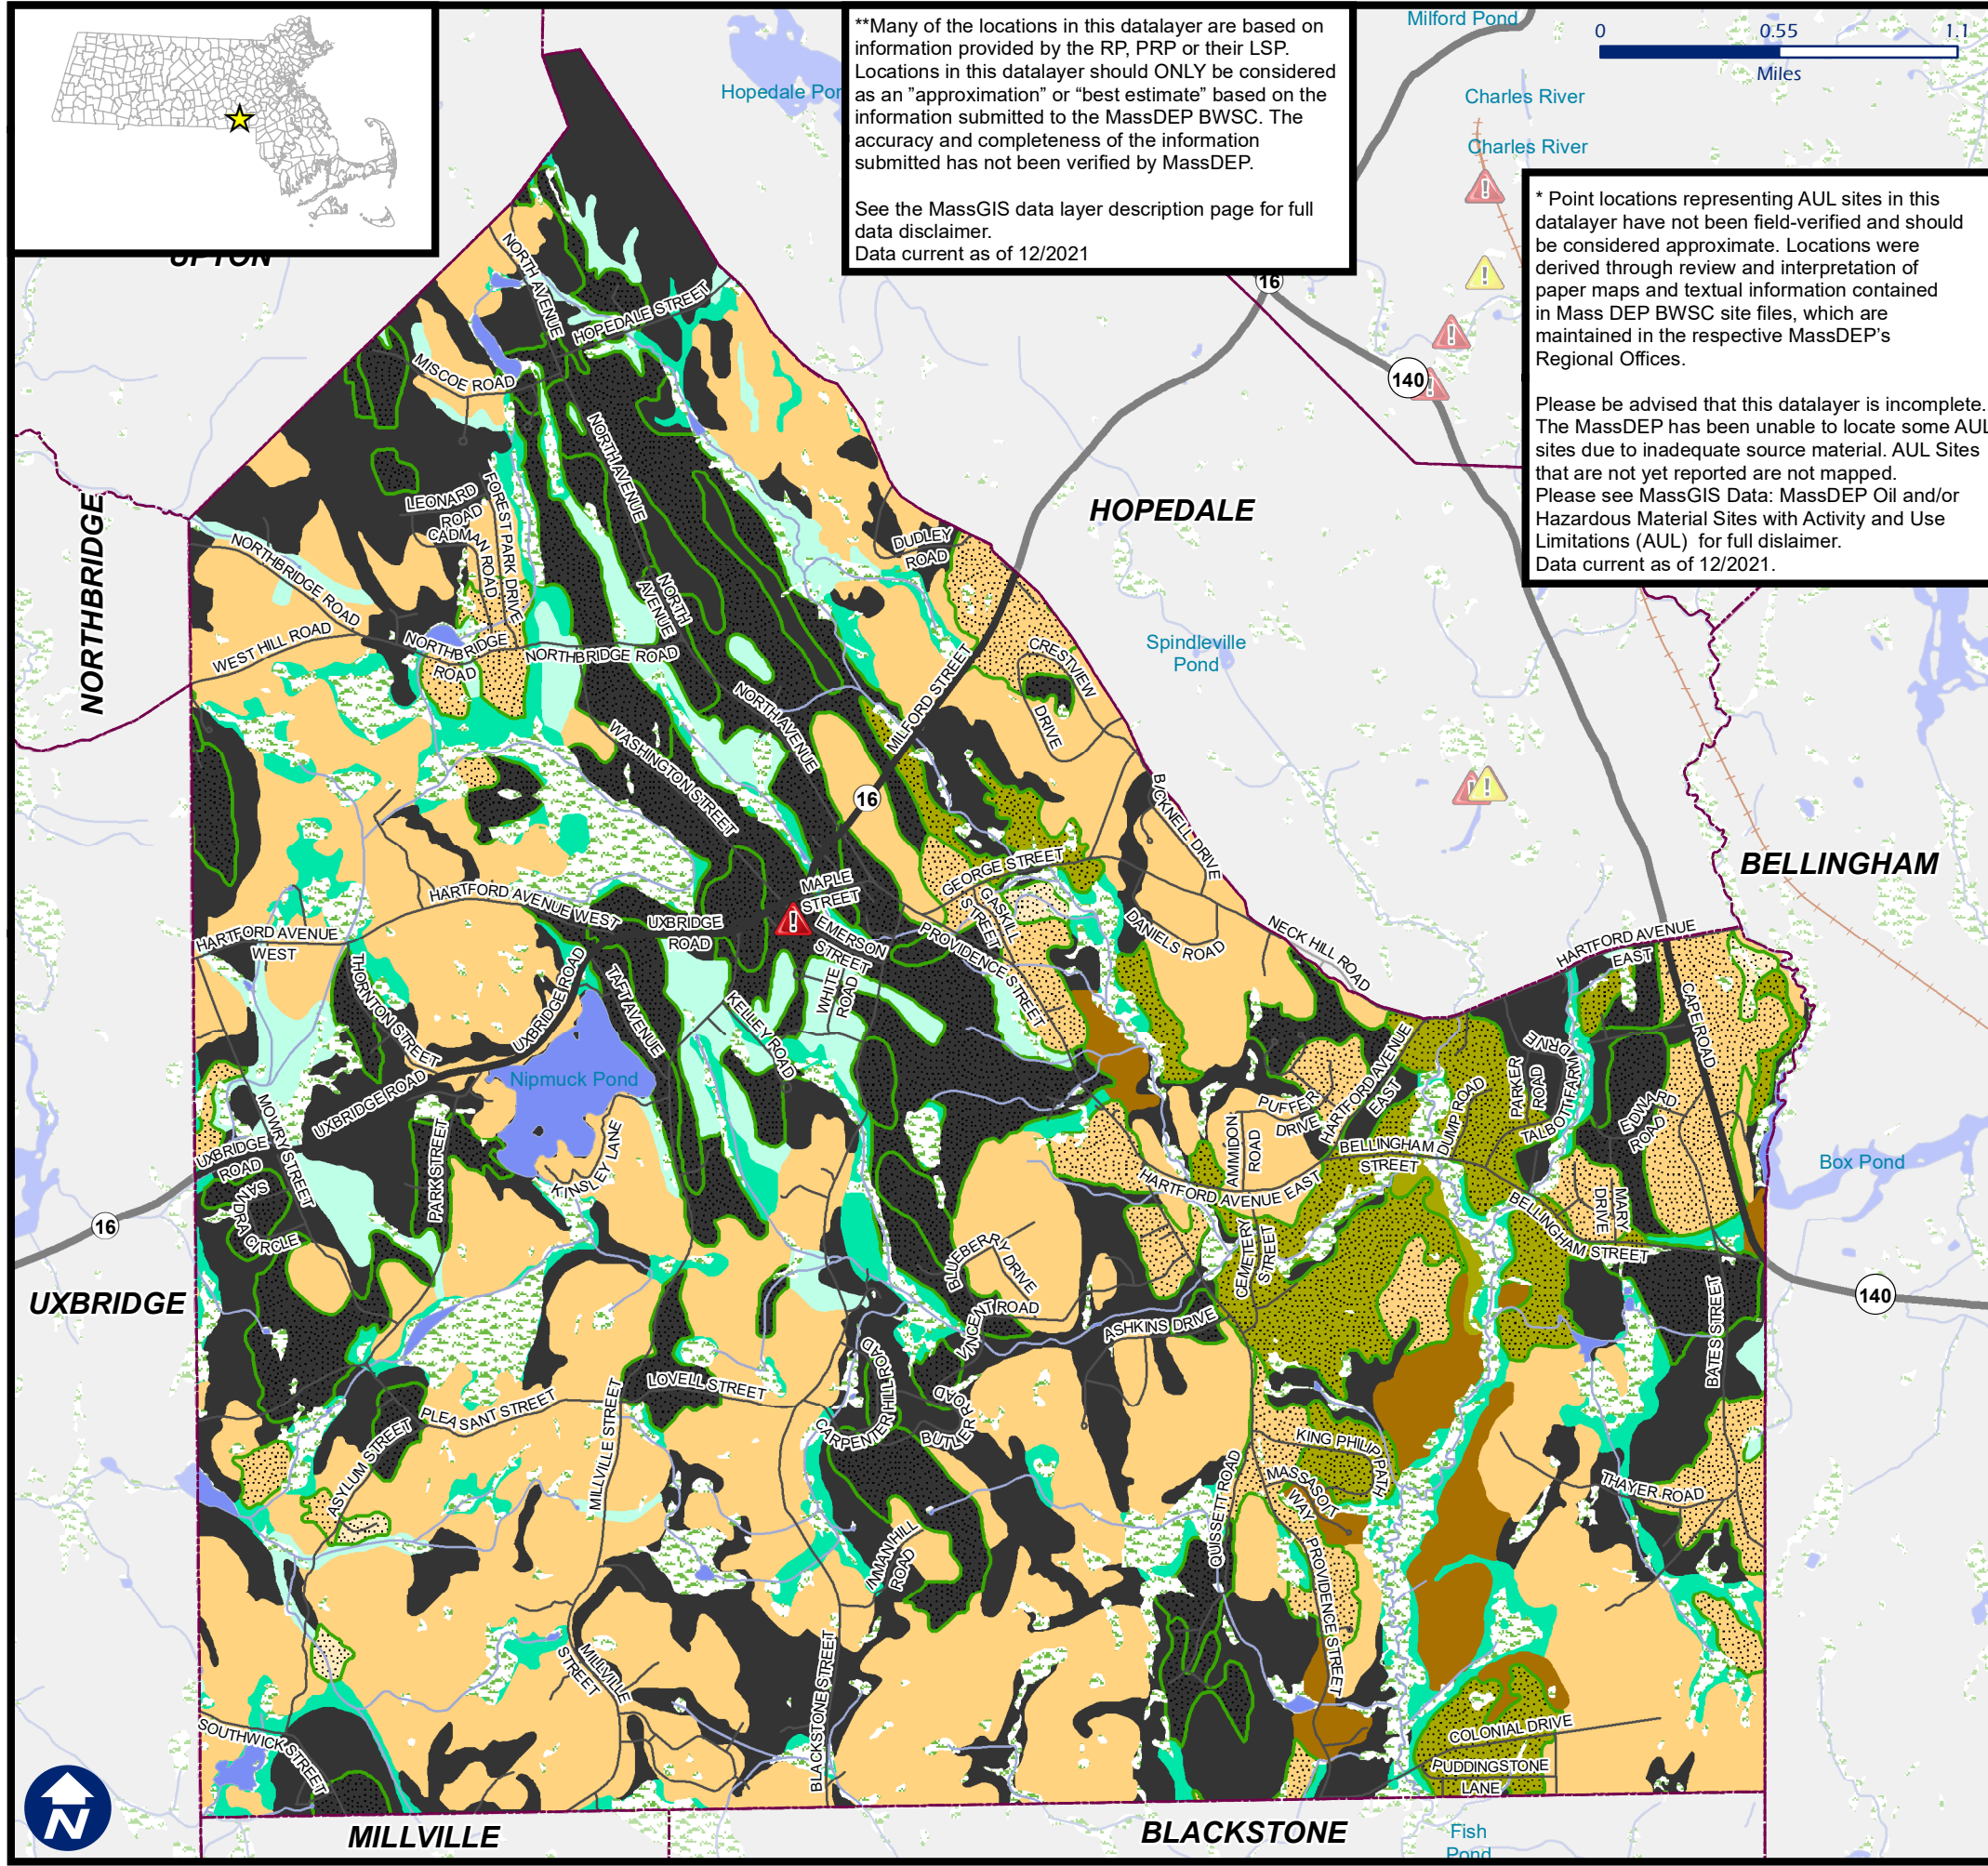 **Many of the locations in this datalayer are based on
information provided by the RP, PRP or their LSP.
Locations in this datalayer should ONLY be considered
as an "approximation" or “best estimate” based on the
information submitted to the MassDEP BWSC. The
accuracy and completeness of the information
submitted has not been verified by MassDEP.
See the MassGIS data layer description page for full
data disclaimer.
Data current as of 12/2021
Milford Pond
0 0.55 1.1
Miles
Hopedale Pon
Charles River
Charles River
* Point locations representing AUL sites in this
datalayer have not been field-verified and should
be considered approximate. Locations were
derived through review and interpretation of
paper maps and textual information contained
in Mass DEP BWSC site files, which are
maintained in the respective MassDEP's
Regional Offices.
Please be advised that this datalayer is incomplete.
The MassDEP has been unable to locate some AUL
sites due to inadequate source material. AUL Sites
that are not yet reported are not mapped.
Please see MassGIS Data: MassDEP Oil and/or
Hazardous Material Sites with Activity and Use
Limitations (AUL) for full dislaimer.
Data current as of 12/2021.
UPTON
16
140
NORTH AVENUE
HOPEDALE STREET
MISCOE ROAD
NORTH AVENUE
HOPEDALE
NORTHBRIDGE
LEONARD
ROAD
CADMAN ROAD
FOREST PARK DRIVE
DUDLEY
ROAD
NORTHBRIDGE ROAD
NORTH
AVENUE
WEST HILL ROAD
NORTHBRIDGE
ROAD
NORTHBRIDGE ROAD
CRESTVIEW
DRIVE
Spindleville
Pond
MILFORD STREET
NORTH AVENUE
WASHINGTON STREET
16
BICKNELL DRIVE
BELLINGHAM
GEORGE STREET
MAPLE
STREET
HARTFORD AVENUE WEST
UXBRIDGE
ROAD
EMERSON
STREET
GASKILL
STREET
PROVIDENCE STREET
DANIELS ROAD
NECK HILL ROAD
HARTFORD AVENUE
EAST
HARTFORD AVENUE
WEST
THORNTON STREET
UXBRIDGE ROAD
TAFT AVENUE
WHITE
ROAD
KELLEY ROAD
CAPE ROAD
Nipmuck Pond
UXBRIDGE ROAD
MOWRY STREET
PARK STREET
KINSLEY LANE
PUFFER
DRIVE
HARTFORD AVENUE
EAST
AMMIDON
ROAD
BELLINGHAM
STREET
DUMP ROAD
PARKER
ROAD
TALBOTT FARM
DRIVE
EDWARD
ROAD
Box Pond
UXBRIDGE
ROAD
SANDRA
CIRCLE
16
HARTFORD AVENUE EAST
MARY
DRIVE
BELLINGHAM STREET
CEMETERY
STREET
BLUEBERRY DRIVE
UXBRIDGE
VINCENT ROAD
ASHKINS DRIVE
140
BATES STREET
LOVELL STREET
CARPENTER HILL ROAD
BUTLER
ROAD
PLEASANT STREET
ASYLUM STREET
MILLVILLE STREET
KING PHILIP PATH
MASSASOIT
WAY
QUISSETT ROAD
THAYER ROAD
INMAN HILL
ROAD
PROVIDENCE STREET
MILLVILLE
STREET
BLACKSTONE STREET
SOUTHWICK STREET
COLONIAL DRIVE
PUDDINGSTONE
LANE
N
MILLVILLE
BLACKSTONE
Fish
Pond